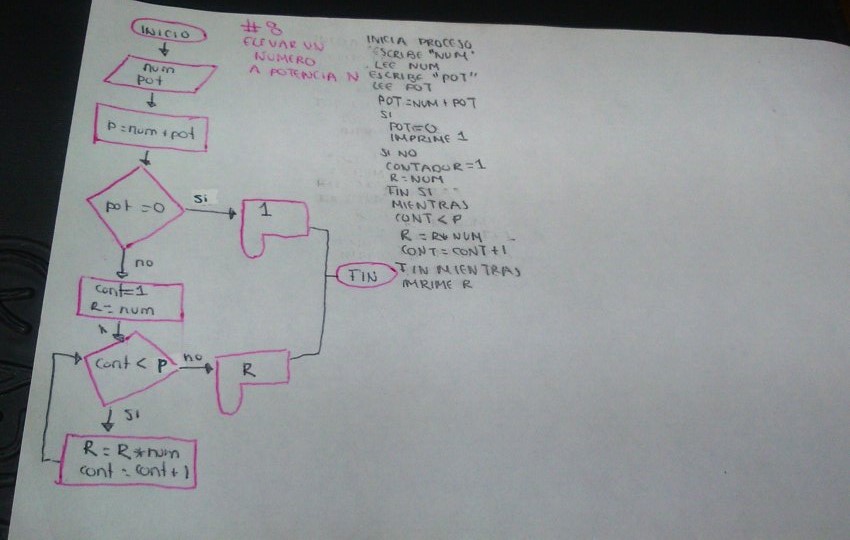 INICIO
num
pot
P=num+pot
pot =0
si
1
no
cont=1
R=num
cont < P
no
R
si
R = R*num
cont=cont+1
FIN
#8
ELEVAR UN
NUMERO
A POTENCIA N
INICIA PROCESO
ESCRIBE "NUM"
LEE NUM
ESCRIBE "POT"
LEE POT
POT=NUM+POT
SI
POT=0
IMPRIME 1
SI NO
CONTADOR=1
R=NUM
FIN SI
MIENTRAS
CONT < P
R = R*NUM
CONT=CONT+1
FIN MIENTRAS
IMRIME R